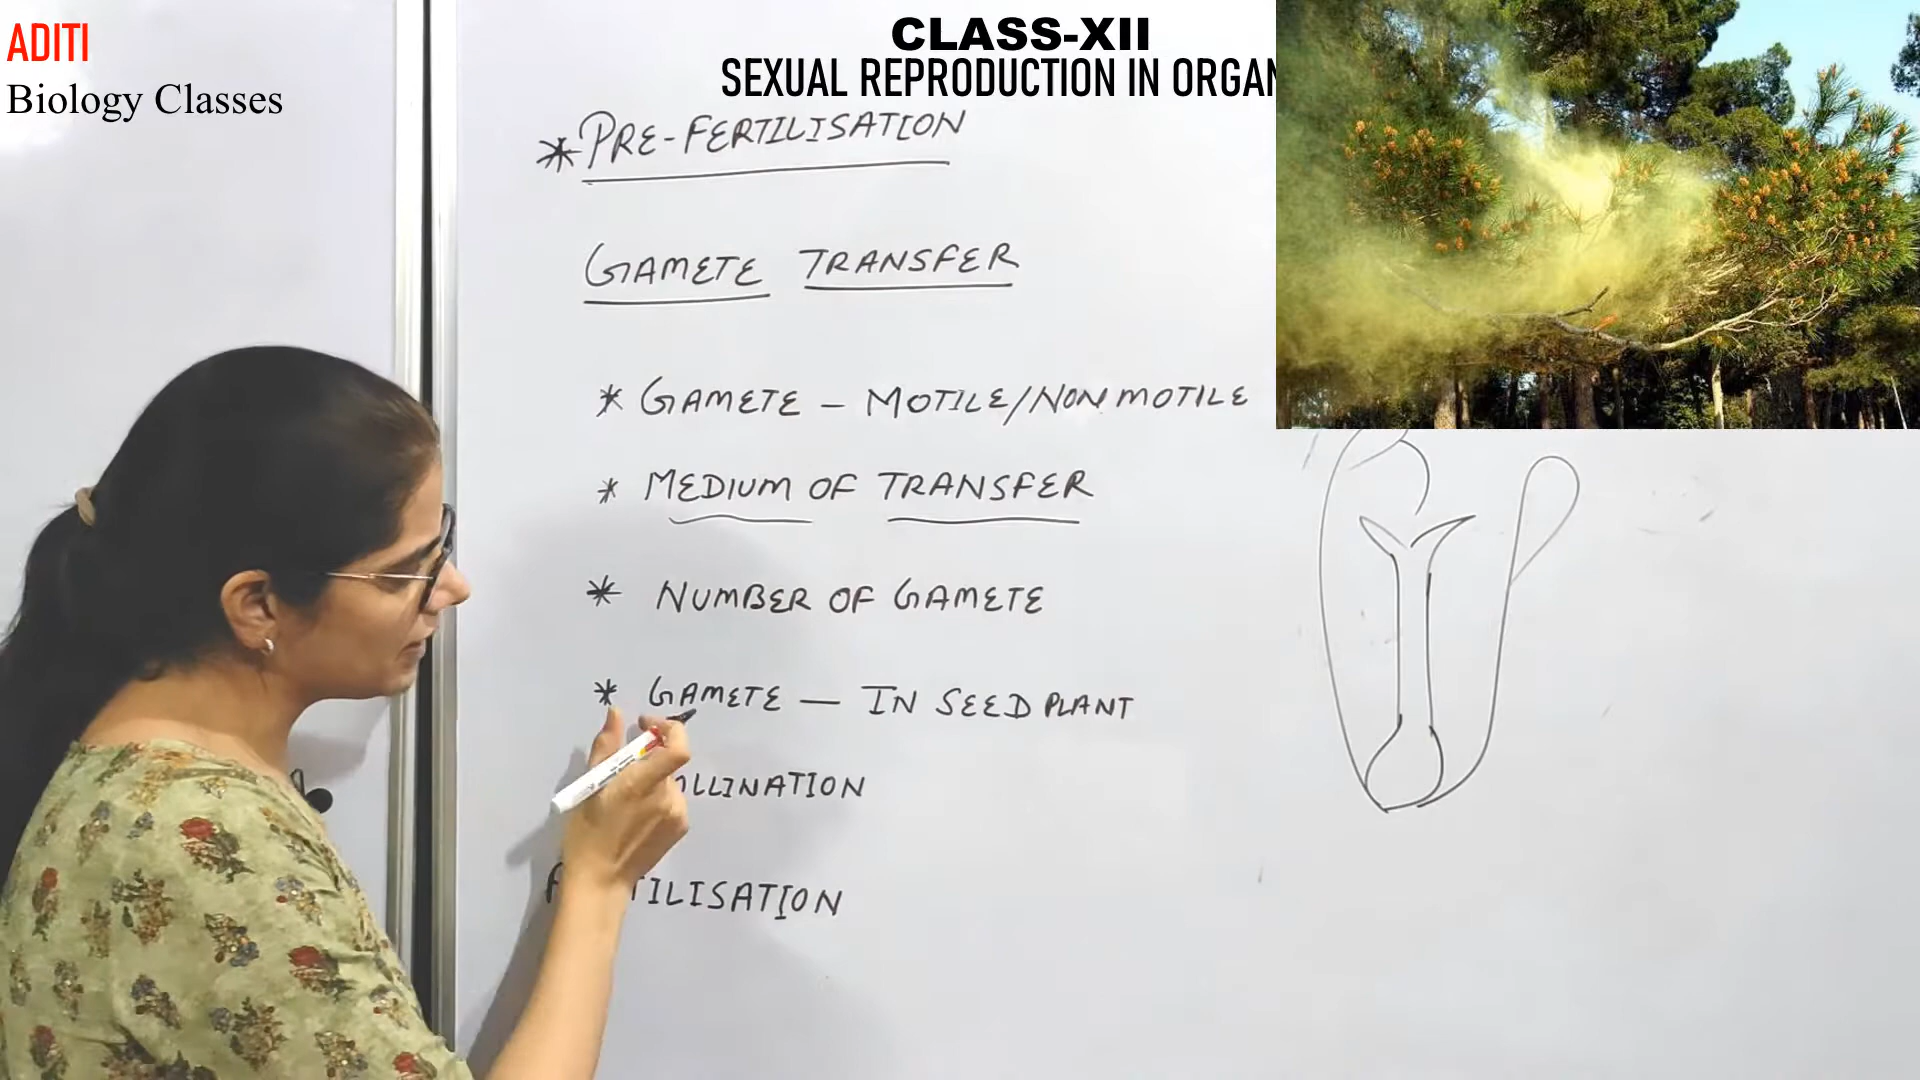 ADITI
Biology Classes
CLASS-XII
SEXUAL REPRODUCTION IN ORGAN
*PRE-FERTILISATION
GAMETE TRANSFER
* GAMETE – MOTILE/NON MOTILE
* MEDIUM OF TRANSFER
* NUMBER OF GAMETE
* GAMETE — IN SEED PLANT
OLLINATION
TILISATION